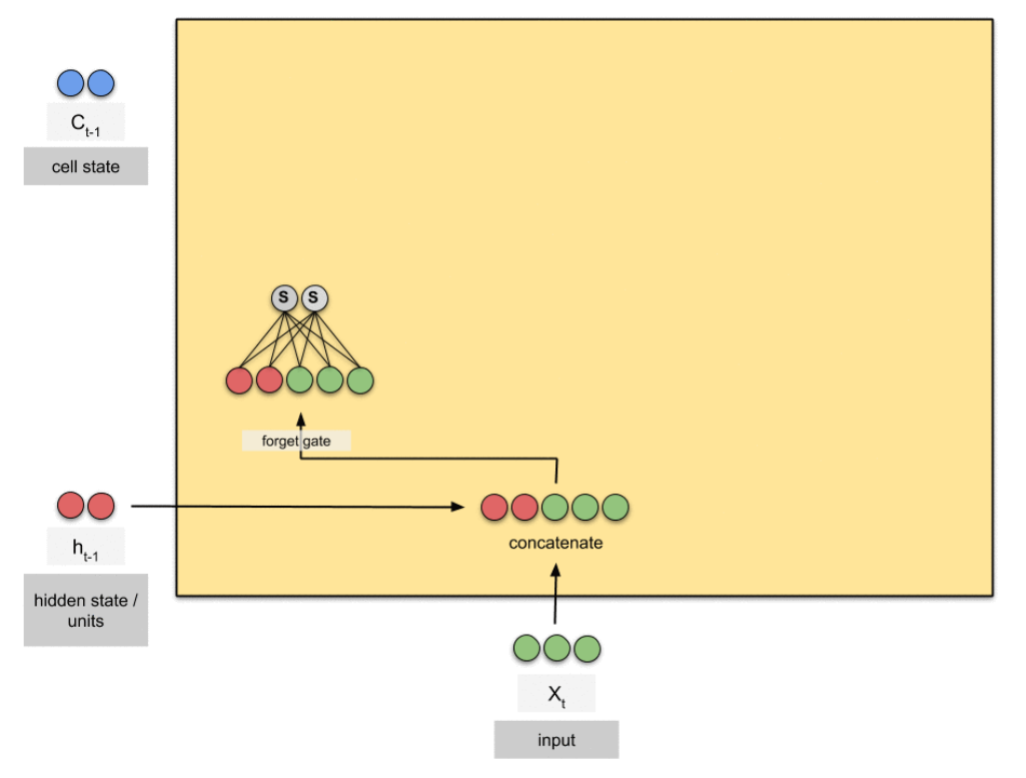 C t-1
cell state
S S
forget gate
h t-1
hidden state /
units
concatenate
X t
input